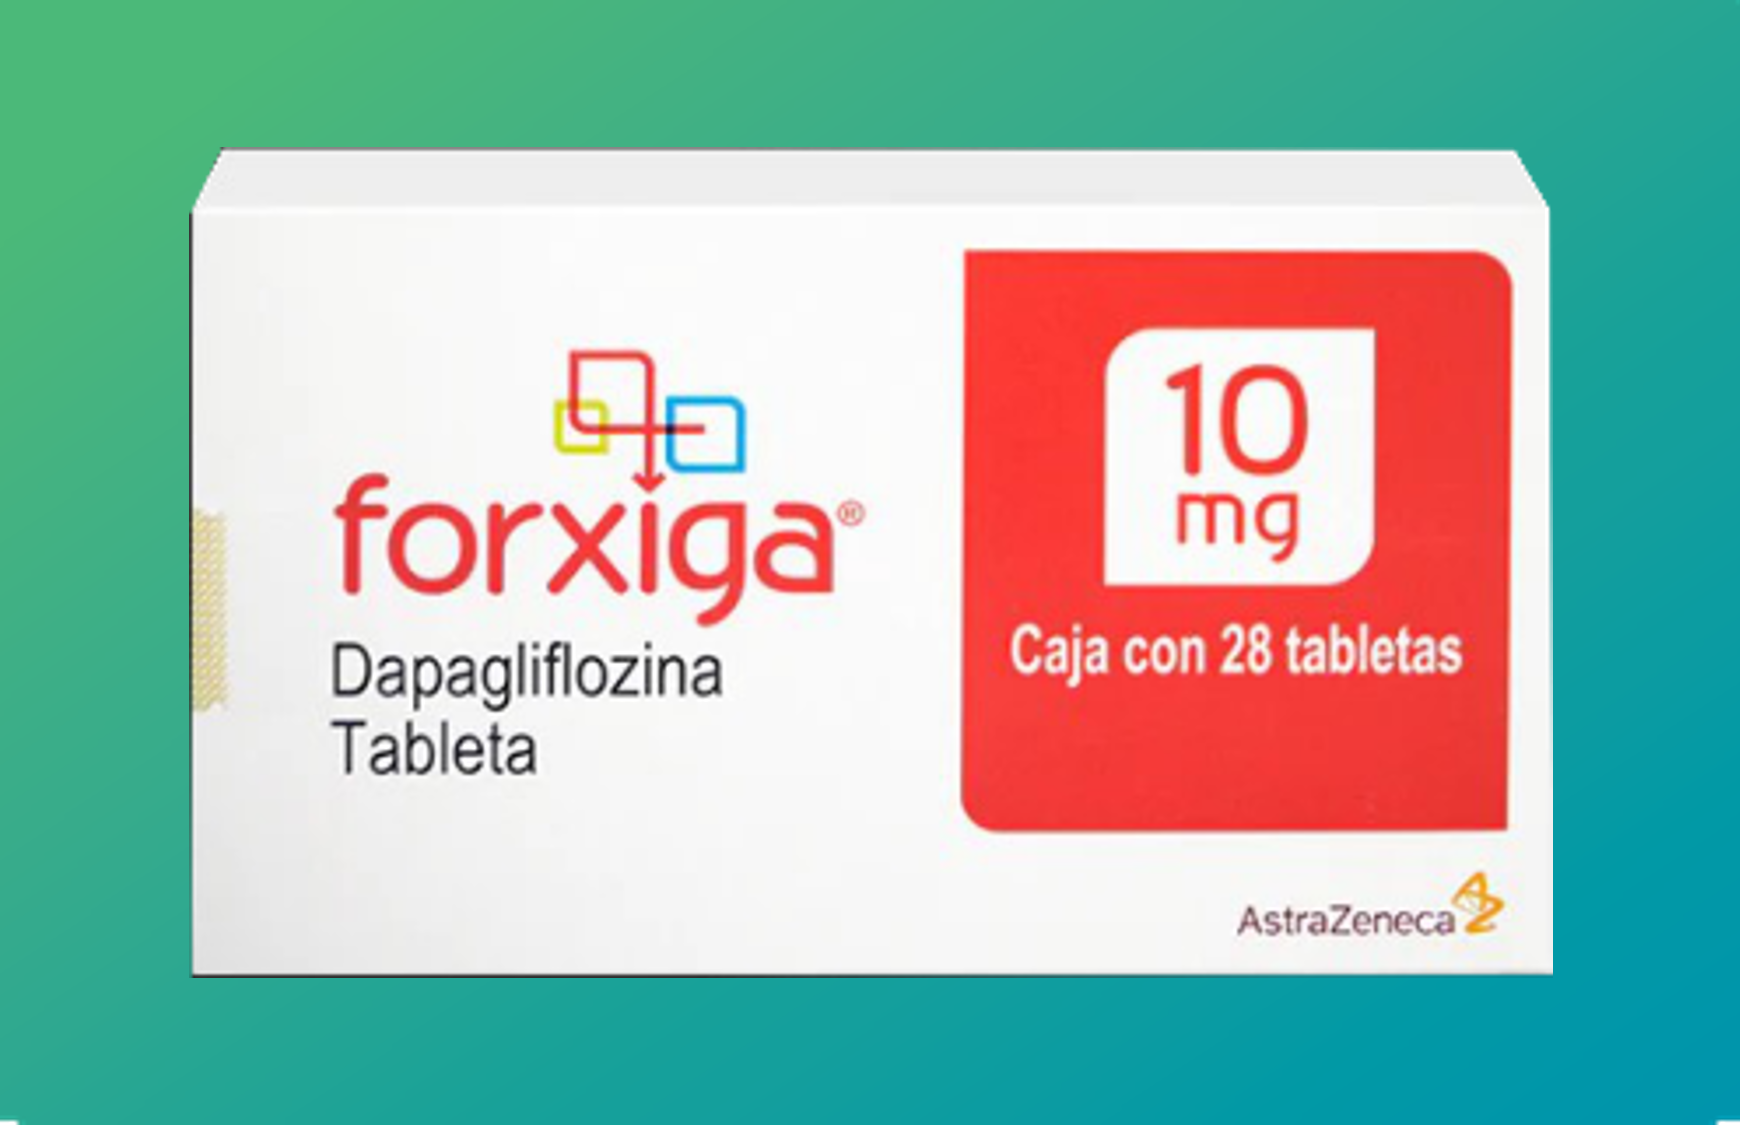 forxiga®
Dapagliflozina
Tableta
10
mg
Caja con 28 tabletas
AstraZeneca